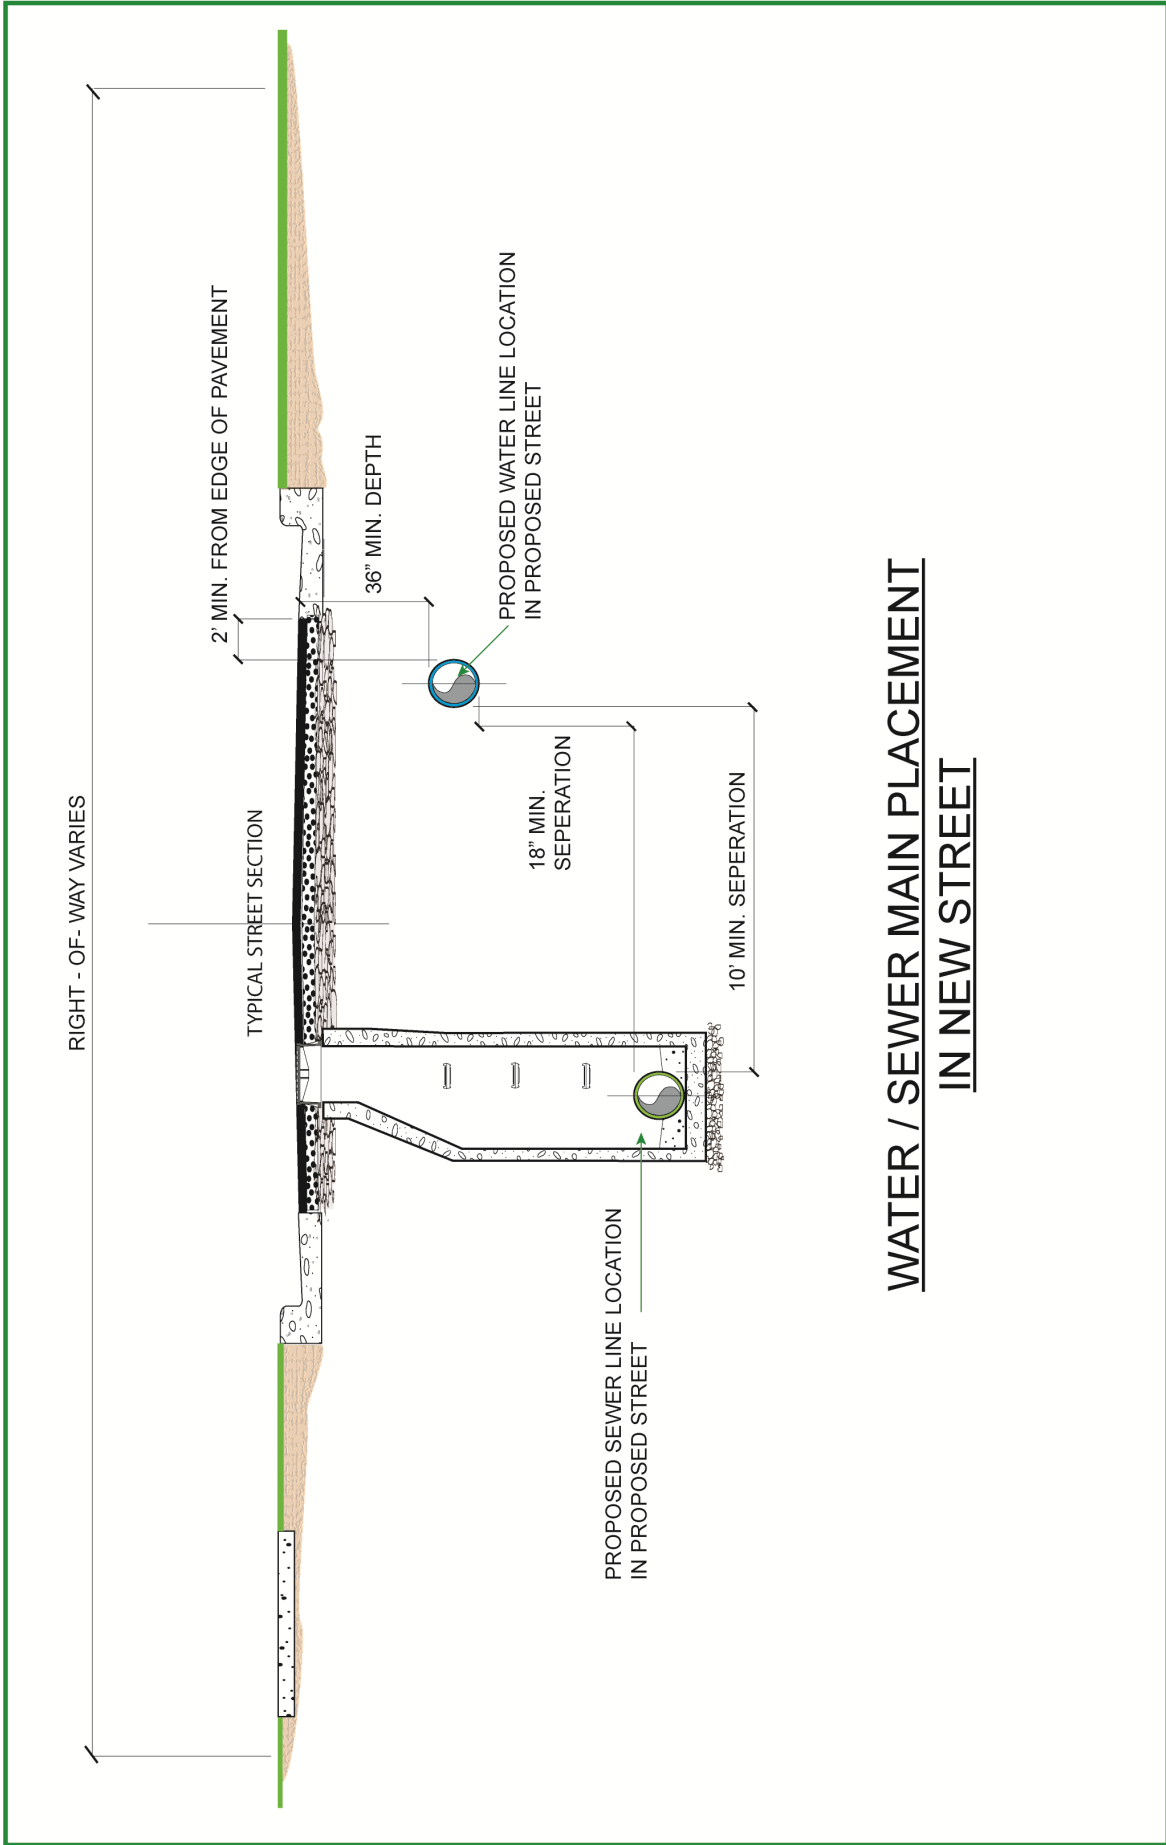 RIGHT - OF- WAY VARIES
2’ MIN. FROM EDGE OF PAVEMENT
TYPICAL STREET SECTION
36” MIN. DEPTH
PROPOSED WATER LINE LOCATION
IN PROPOSED STREET
18” MIN.
SEPERATION
PROPOSED SEWER LINE LOCATION
IN PROPOSED STREET
10’ MIN. SEPERATION
WATER / SEWER MAIN PLACEMENT
IN NEW STREET